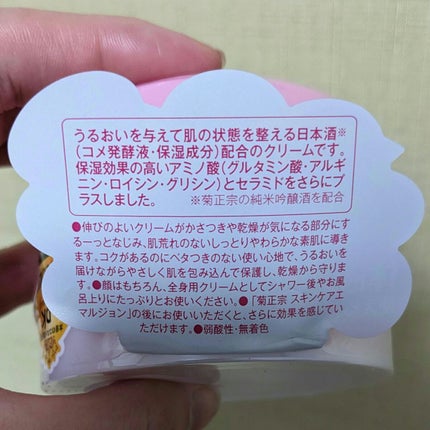 うるおいを与えて肌の状態を整える日本酒※
（コメ発酵液・保湿成分）配合のクリームです。
保湿効果の高いアミノ酸（グルタミン酸・アルギ
ニン・ロイシン・グリシン）とセラミドをさらにプ
ラスしました。
※菊正宗の純米吟醸酒を配合
●伸びのよいクリームがかさつきや乾燥が気になる部分にす
るーっとなじみ、肌荒れのないしっとりやわらかな素肌に導き
ます。コクがあるのにベタつきのない使い心地で、うるおいを
届けながらやさしく肌を包み込んで保護し、乾燥から守りま
す。●顔はもちろん、全身用クリームとしてシャワー後やお風
呂上りにたっぷりとお使いください。●「菊正宗 スキンケアエ
マルジョン」の後にお使いいただくと、さらに効果を感じてい
ただけます。●弱酸性・無着色